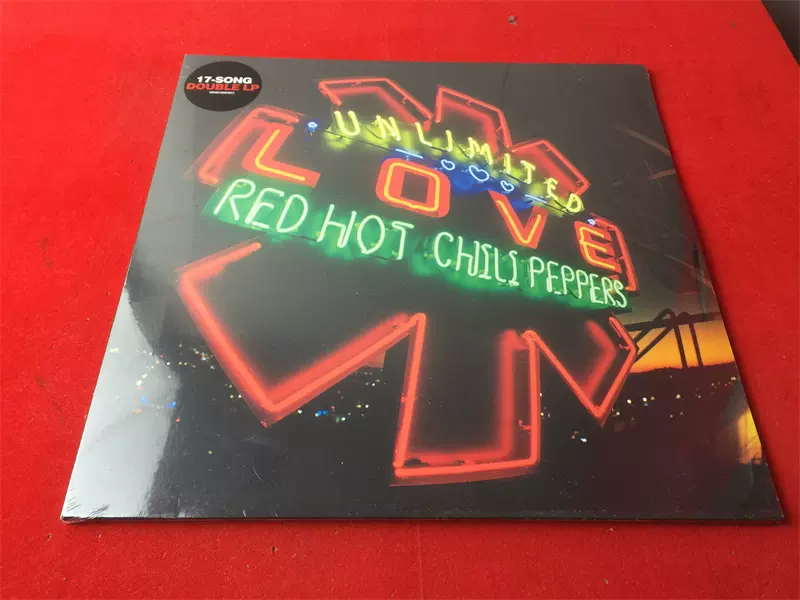 17-SONG
DOUBLE LP
UNLIMITED
LOVE
RED HOT CHILI PEPPERS